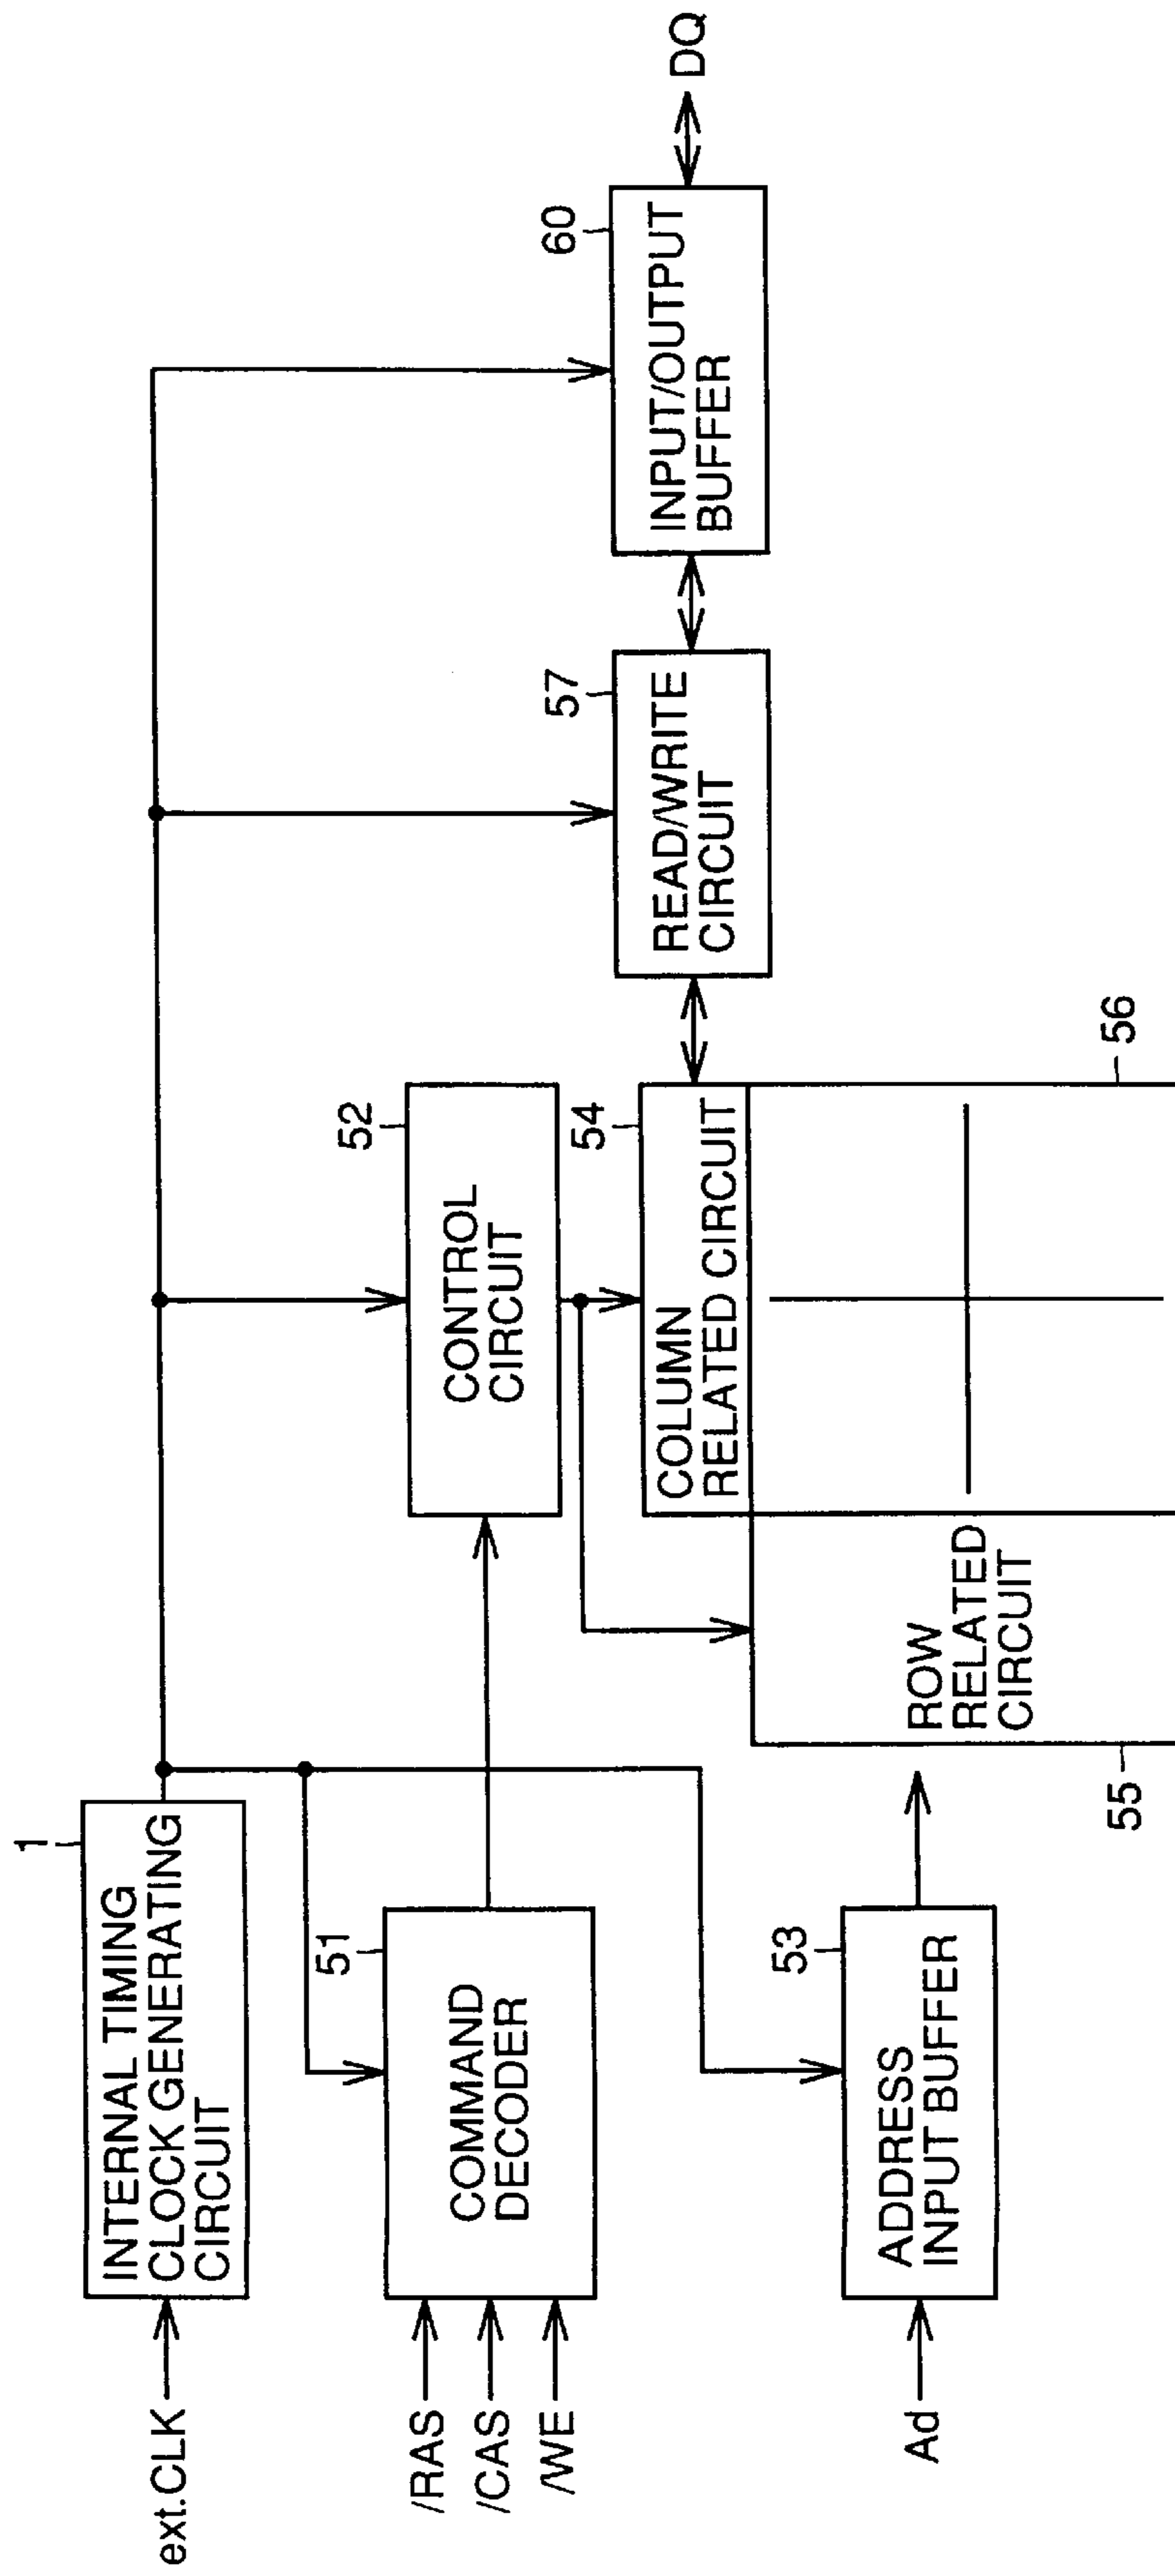 1
INTERNAL TIMING
CLOCK GENERATING
CIRCUIT
ext.CLK
52
CONTROL
CIRCUIT
51
COMMAND
DECODER
/RAS
/CAS
/WE
60
INPUT/OUTPUT
BUFFER
DQ
57
READ/WRITE
CIRCUIT
54
COLUMN
RELATED CIRCUIT
53
ADDRESS
INPUT BUFFER
Ad
ROW
RELATED
CIRCUIT
55
56